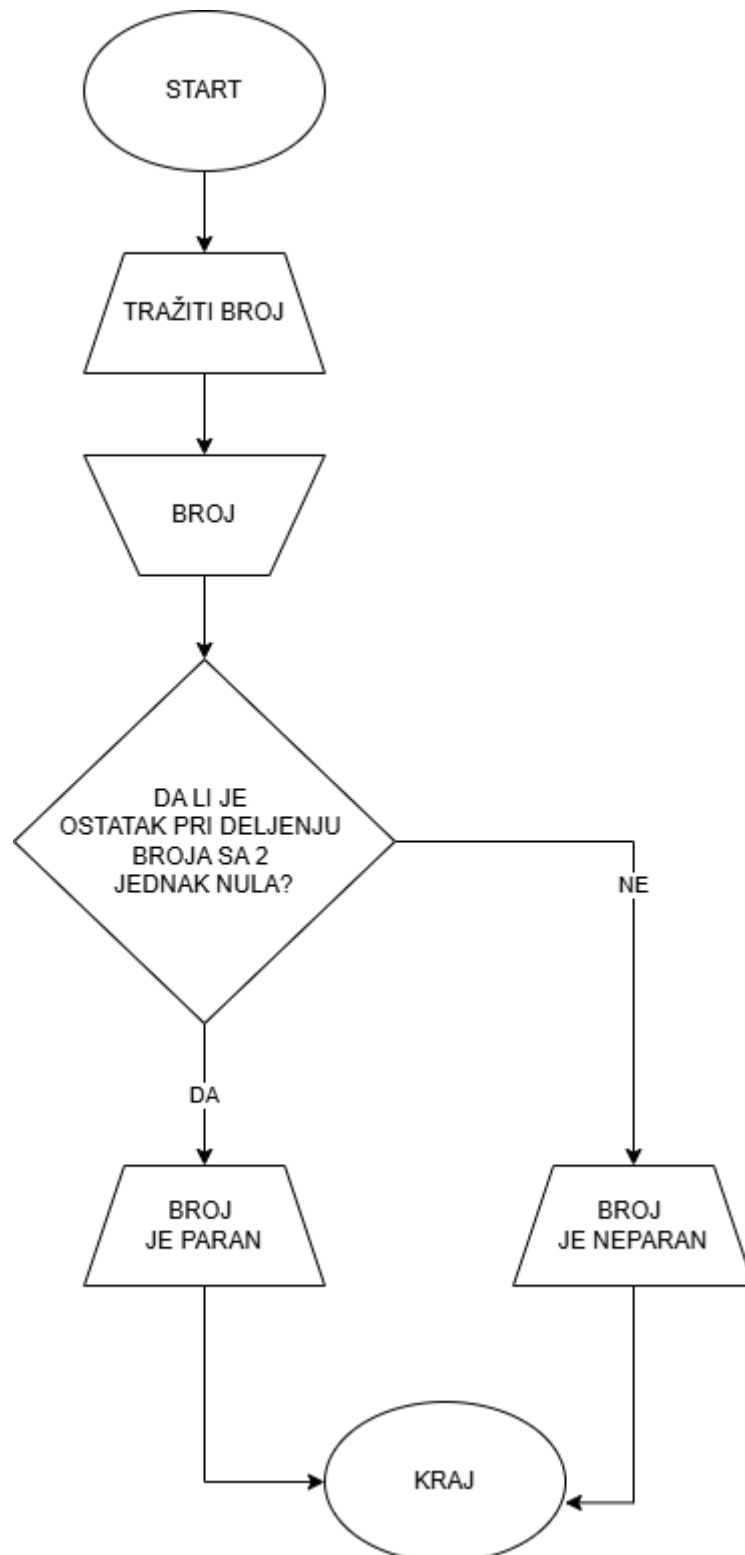 START
TRAŽITI BROJ
BROJ
DA LI JE
OSTATAK PRI DELJENJU
BROJA SA 2
JEDNAK NULA?
NE
DA
BROJ
JE PARAN
BROJ
JE NEPARAN
KRAJ